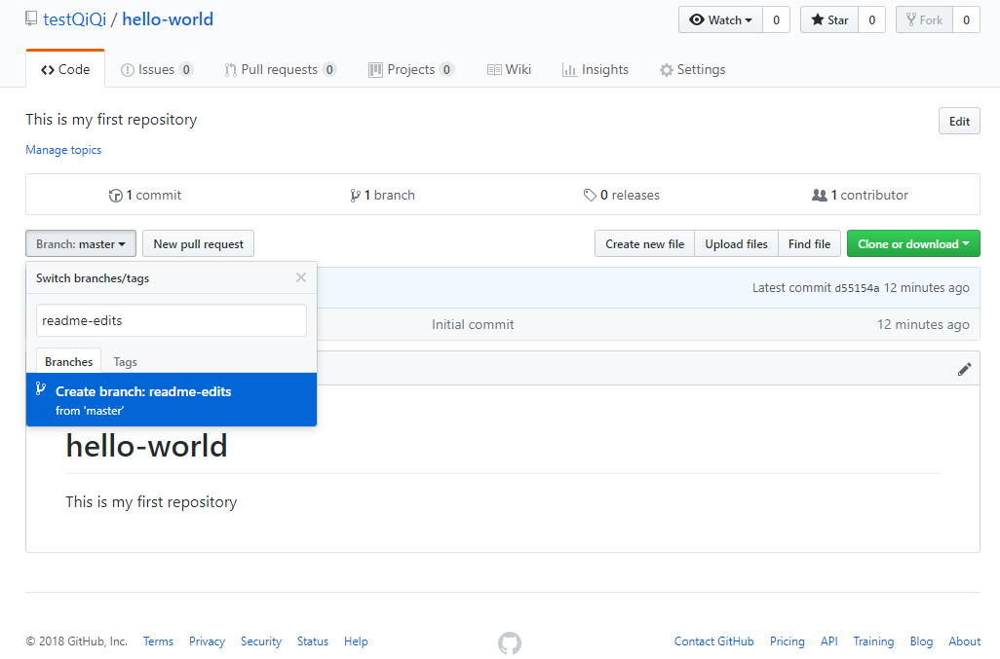 testQiQi / hello-world
Watch 0 Star 0 Fork 0
Code Issues 0 Pull requests 0 Projects 0 Wiki Insights Settings
This is my first repository Edit
Manage topics
1 commit 1 branch 0 releases 1 contributor
Branch: master New pull request Create new file Upload files Find file Clone or download
Switch branches/tags
Latest commit d55154a 12 minutes ago
readme-edits
Initial commit 12 minutes ago
Branches Tags
Create branch: readme-edits
from 'master'
hello-world
This is my first repository
© 2018 GitHub, Inc. Terms Privacy Security Status Help Contact GitHub Pricing API Training Blog About